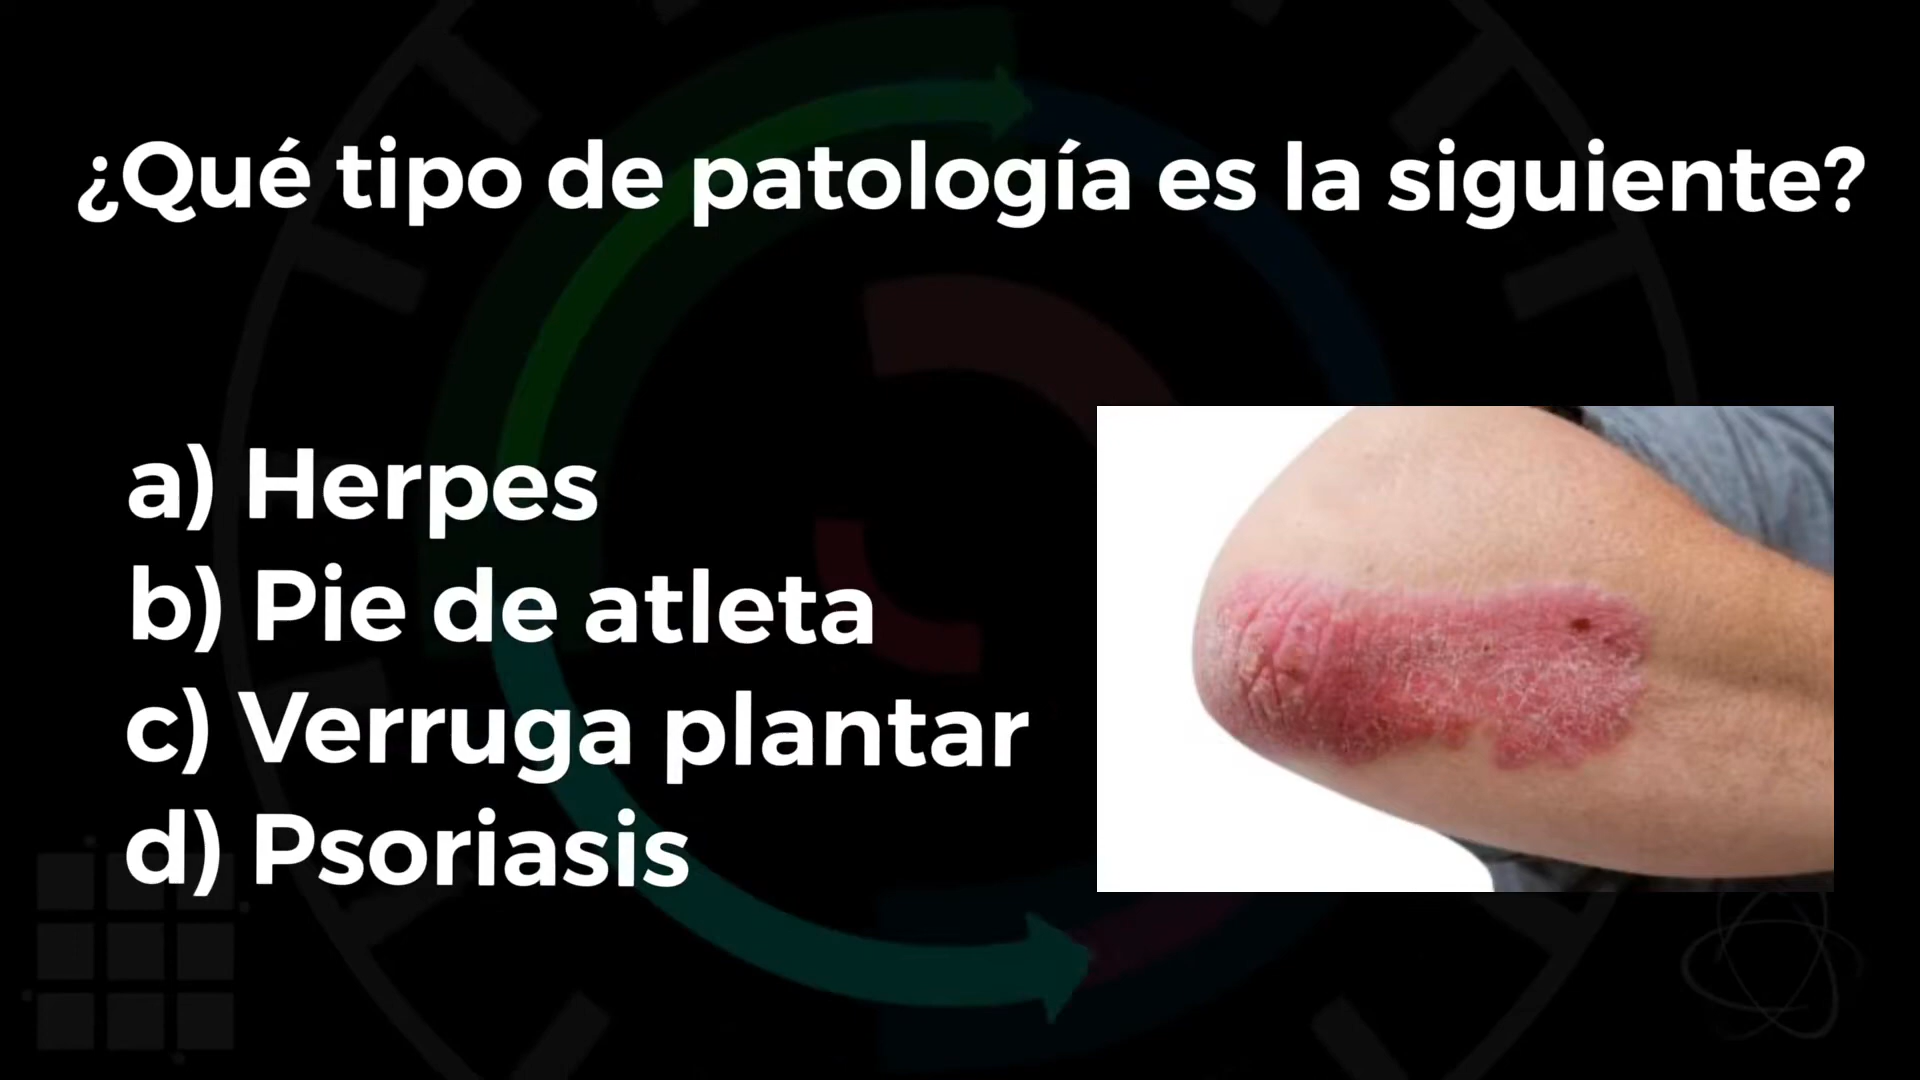 ¿Qué tipo de patología es la siguiente?
a) Herpes
b) Pie de atleta
c) Verruga plantar
d) Psoriasis